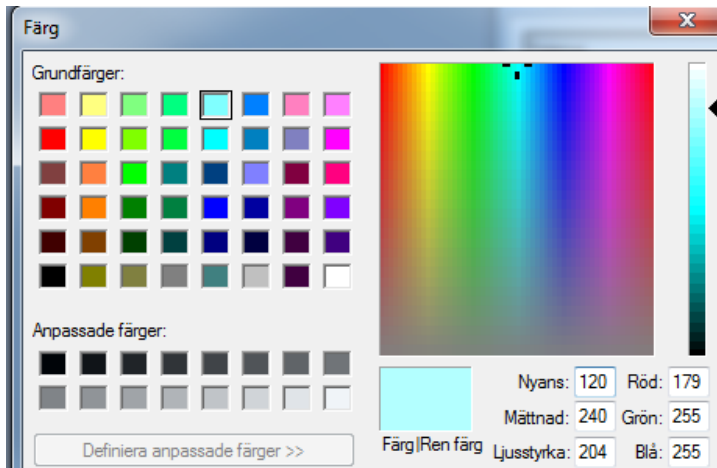 Färg
Grundfärger:
Anpassade färger:
Definiera anpassade färger >>
Färg|Ren färg
Nyans: 120 Röd: 179
Mättnad: 240 Grön: 255
Ljusstyrka: 204 Blå: 255